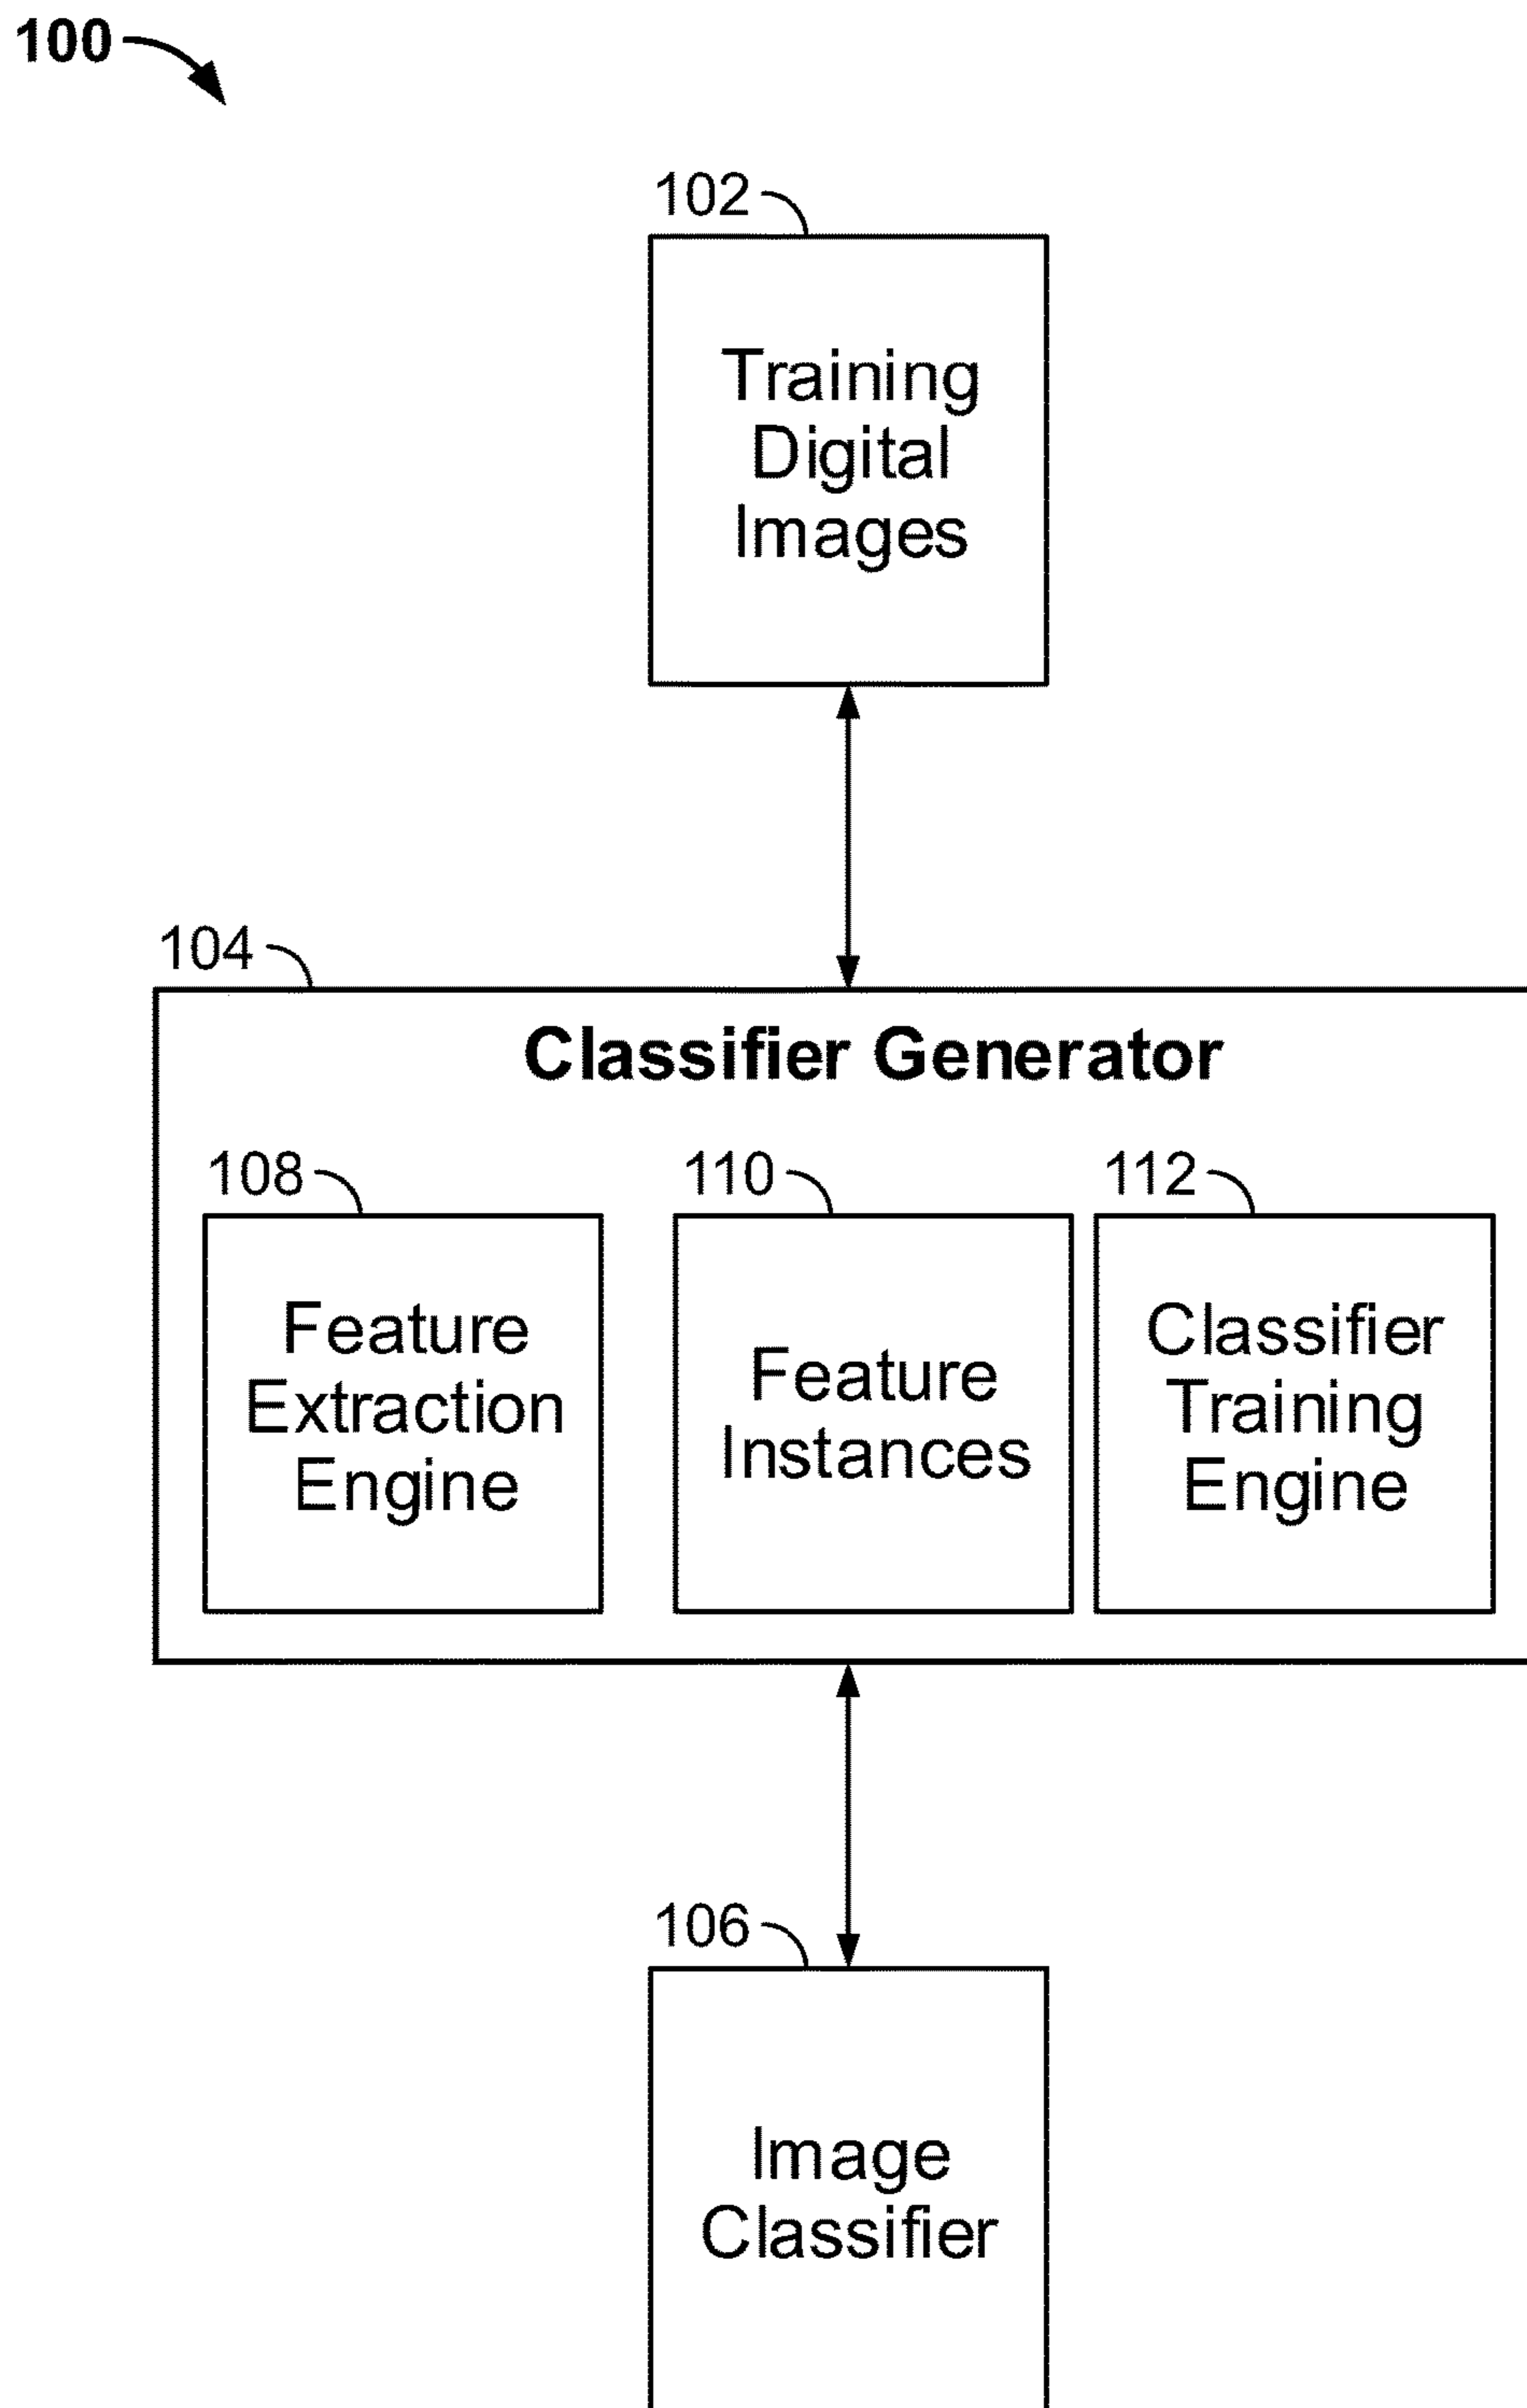 100
102
Training
Digital
Images
104
Classifier Generator
108
110
112
Feature
Extraction
Engine
Feature
Instances
Classifier
Training
Engine
106
Image
Classifier